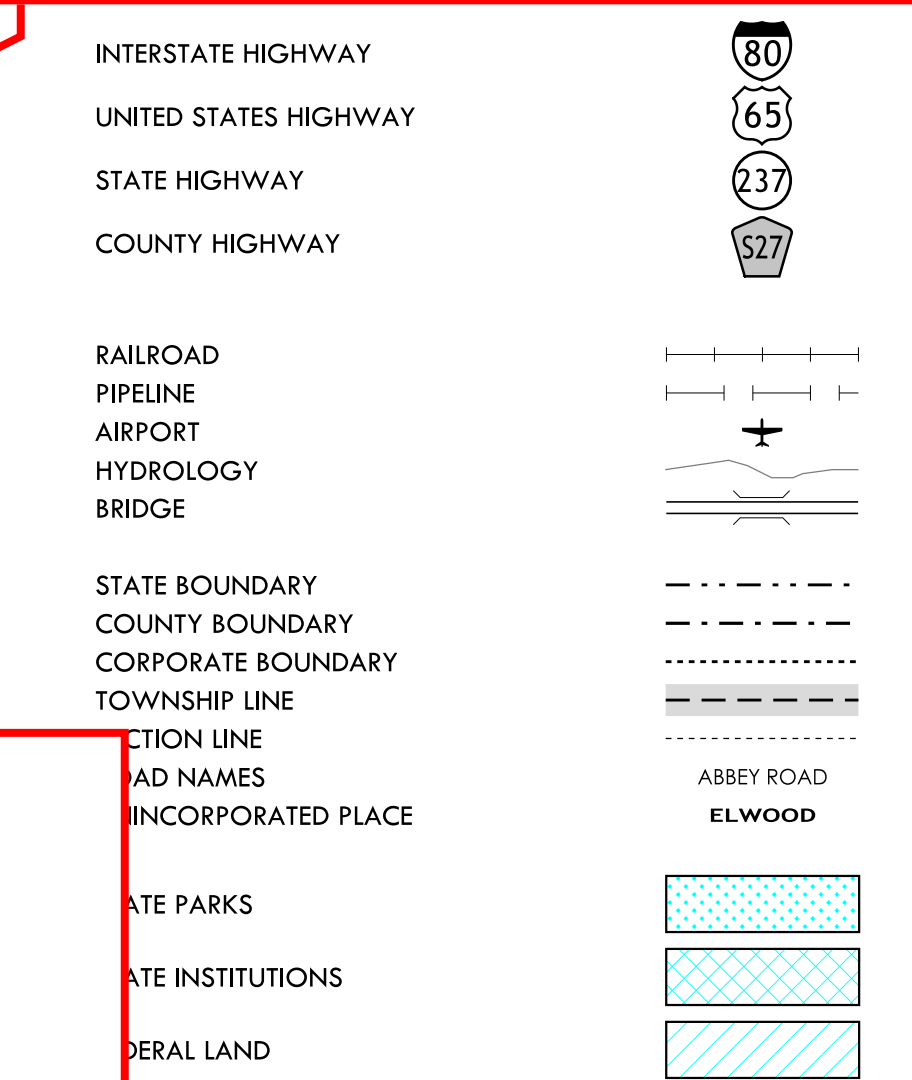 INTERSTATE HIGHWAY 80
UNITED STATES HIGHWAY 65
STATE HIGHWAY 237
COUNTY HIGHWAY S27
RAILROAD
PIPELINE
AIRPORT
HYDROLOGY
BRIDGE
STATE BOUNDARY
COUNTY BOUNDARY
CORPORATE BOUNDARY
TOWNSHIP LINE
CTION LINE
OAD NAMES ABBEY ROAD
NINCORPORATED PLACE ELWOOD
ATE PARKS
ATE INSTITUTIONS
DERAL LAND